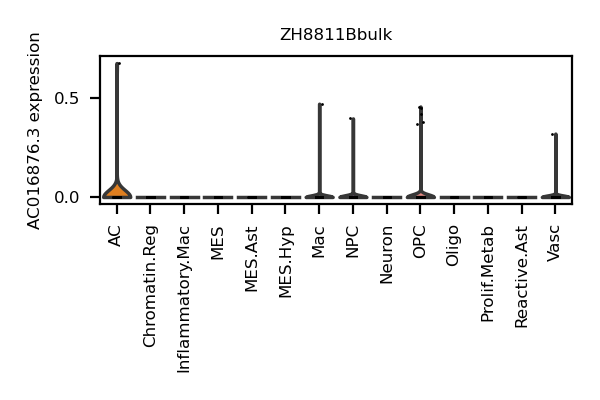 ZH8811Bbulk
AC016876.3 expression
0.5
0.0
AC
Chromatin.Reg
Inflammatory.Mac
MES
MES.Ast
MES.Hyp
Mac
NPC
Neuron
OPC
Oligo
Prolif.Metab
Reactive.Ast
Vasc